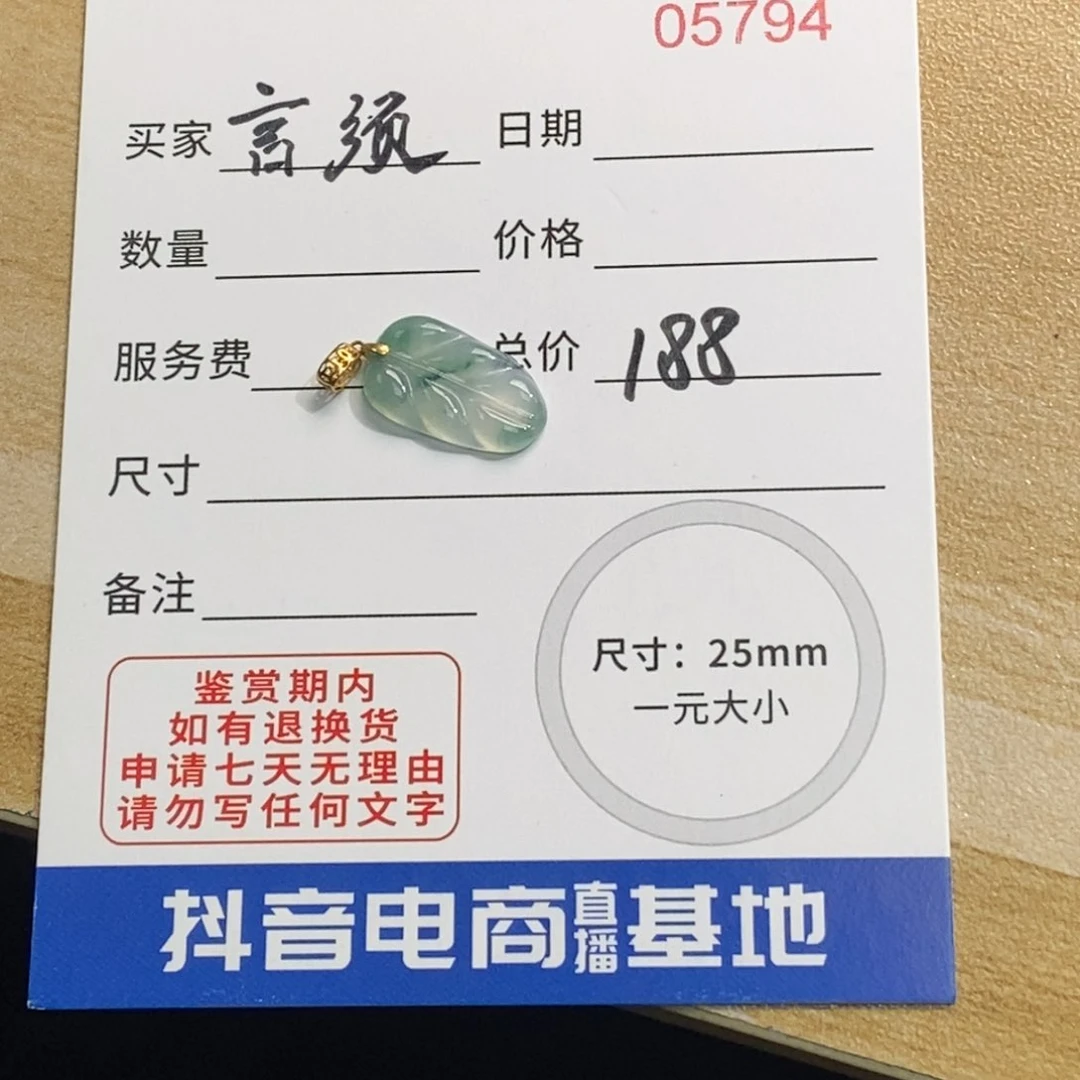 05794
买家 言须 日期
数量 价格
服务费 总价 188
尺寸
备注
尺寸：25mm
一元大小
鉴赏期内
如有退换货
申请七天无理由
请勿写任何文字
抖音电商直播基地